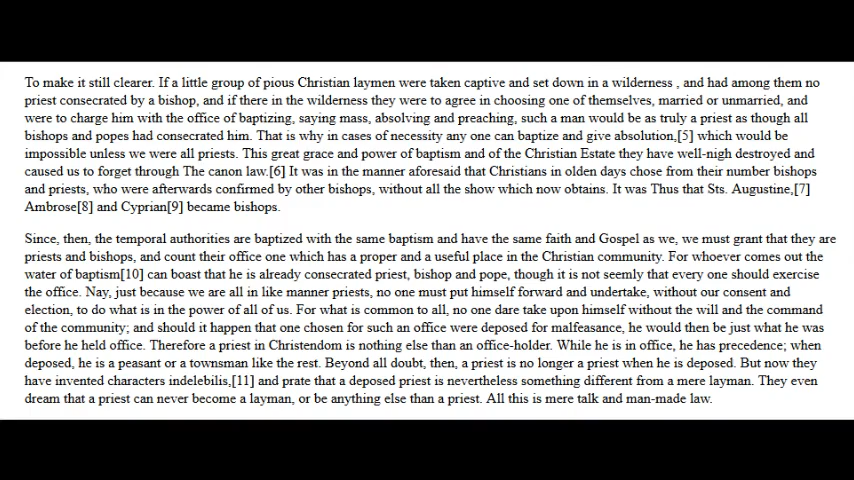 To make it still clearer. If a little group of pious Christian laymen were taken captive and set down in a wilderness , and had among them no
priest consecrated by a bishop, and if there in the wilderness they were to agree in choosing one of themselves, married or unmarried, and
were to charge him with the office of baptizing, saying mass, absolving and preaching, such a man would be as truly a priest as though all
bishops and popes had consecrated him. That is why in cases of necessity any one can baptize and give absolution,[5] which would be
impossible unless we were all priests. This great grace and power of baptism and of the Christian Estate they have well-nigh destroyed and
caused us to forget through The canon law.[6] It was in the manner aforesaid that Christians in olden days chose from their number bishops
and priests, who were afterwards confirmed by other bishops, without all the show which now obtains. It was Thus that Sts. Augustine,[7]
Ambrose[8] and Cyprian[9] became bishops.
Since, then, the temporal authorities are baptized with the same baptism and have the same faith and Gospel as we, we must grant that they are
priests and bishops, and count their office one which has a proper and a useful place in the Christian community. For whoever comes out the
water of baptism[10] can boast that he is already consecrated priest, bishop and pope, though it is not seemly that every one should exercise
the office. Nay, just because we are all in like manner priests, no one must put himself forward and undertake, without our consent and
election, to do what is in the power of all of us. For what is common to all, no one dare take upon himself without the will and the command
of the community; and should it happen that one chosen for such an office were deposed for malfeasance, he would then be just what he was
before he held office. Therefore a priest in Christendom is nothing else than an office-holder. While he is in office, he has precedence; when
deposed, he is a peasant or a townsman like the rest. Beyond all doubt, then, a priest is no longer a priest when he is deposed. But now they
have invented characters indelebilis,[11] and prate that a deposed priest is nevertheless something different from a mere layman. They even
dream that a priest can never become a layman, or be anything else than a priest. All this is mere talk and man-made law.